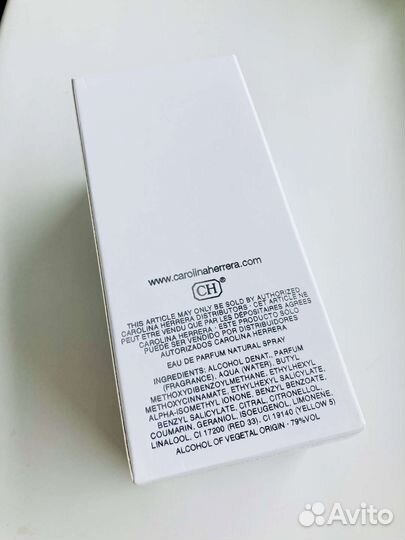 www.carolinaherrera.com
CH
THIS ARTICLE MAY ONLY BE SOLD BY AUTHORIZED
CAROLINA HERRERA DISTRIBUTORS · CET ARTICLE NE
PEUT ÊTRE VENDU QUE PAR LES DÉPOSITAIRES AGREES
CAROLINA HERRERA · ESTE PRODUCTO SOLO
PUEDE SER VENDIDO POR DISTRIBUIDORES
AUTORIZADOS CAROLINA HERRERA
EAU DE PARFUM NATURAL SPRAY
INGREDIENTS: ALCOHOL DENAT., PARFUM
(FRAGRANCE), AQUA (WATER), BUTYL
METHOXYDIBENZOYLMETHANE, ETHYLHEXYL
METHOXYCINNAMATE, ETHYLHEXYL SALICYLATE,
ALPHA-ISOMETHYL IONONE, BENZYL BENZOATE,
BENZYL SALICYLATE, CITRAL, CITRONELLOL,
COUMARIN, GERANIOL, ISOEUGENOL, LIMONENE,
LINALOOL, CI 17200 (RED 33), CI 19140 (YELLOW 5)
ALCOHOL OF VEGETAL ORIGIN · 79%VOL
Avito